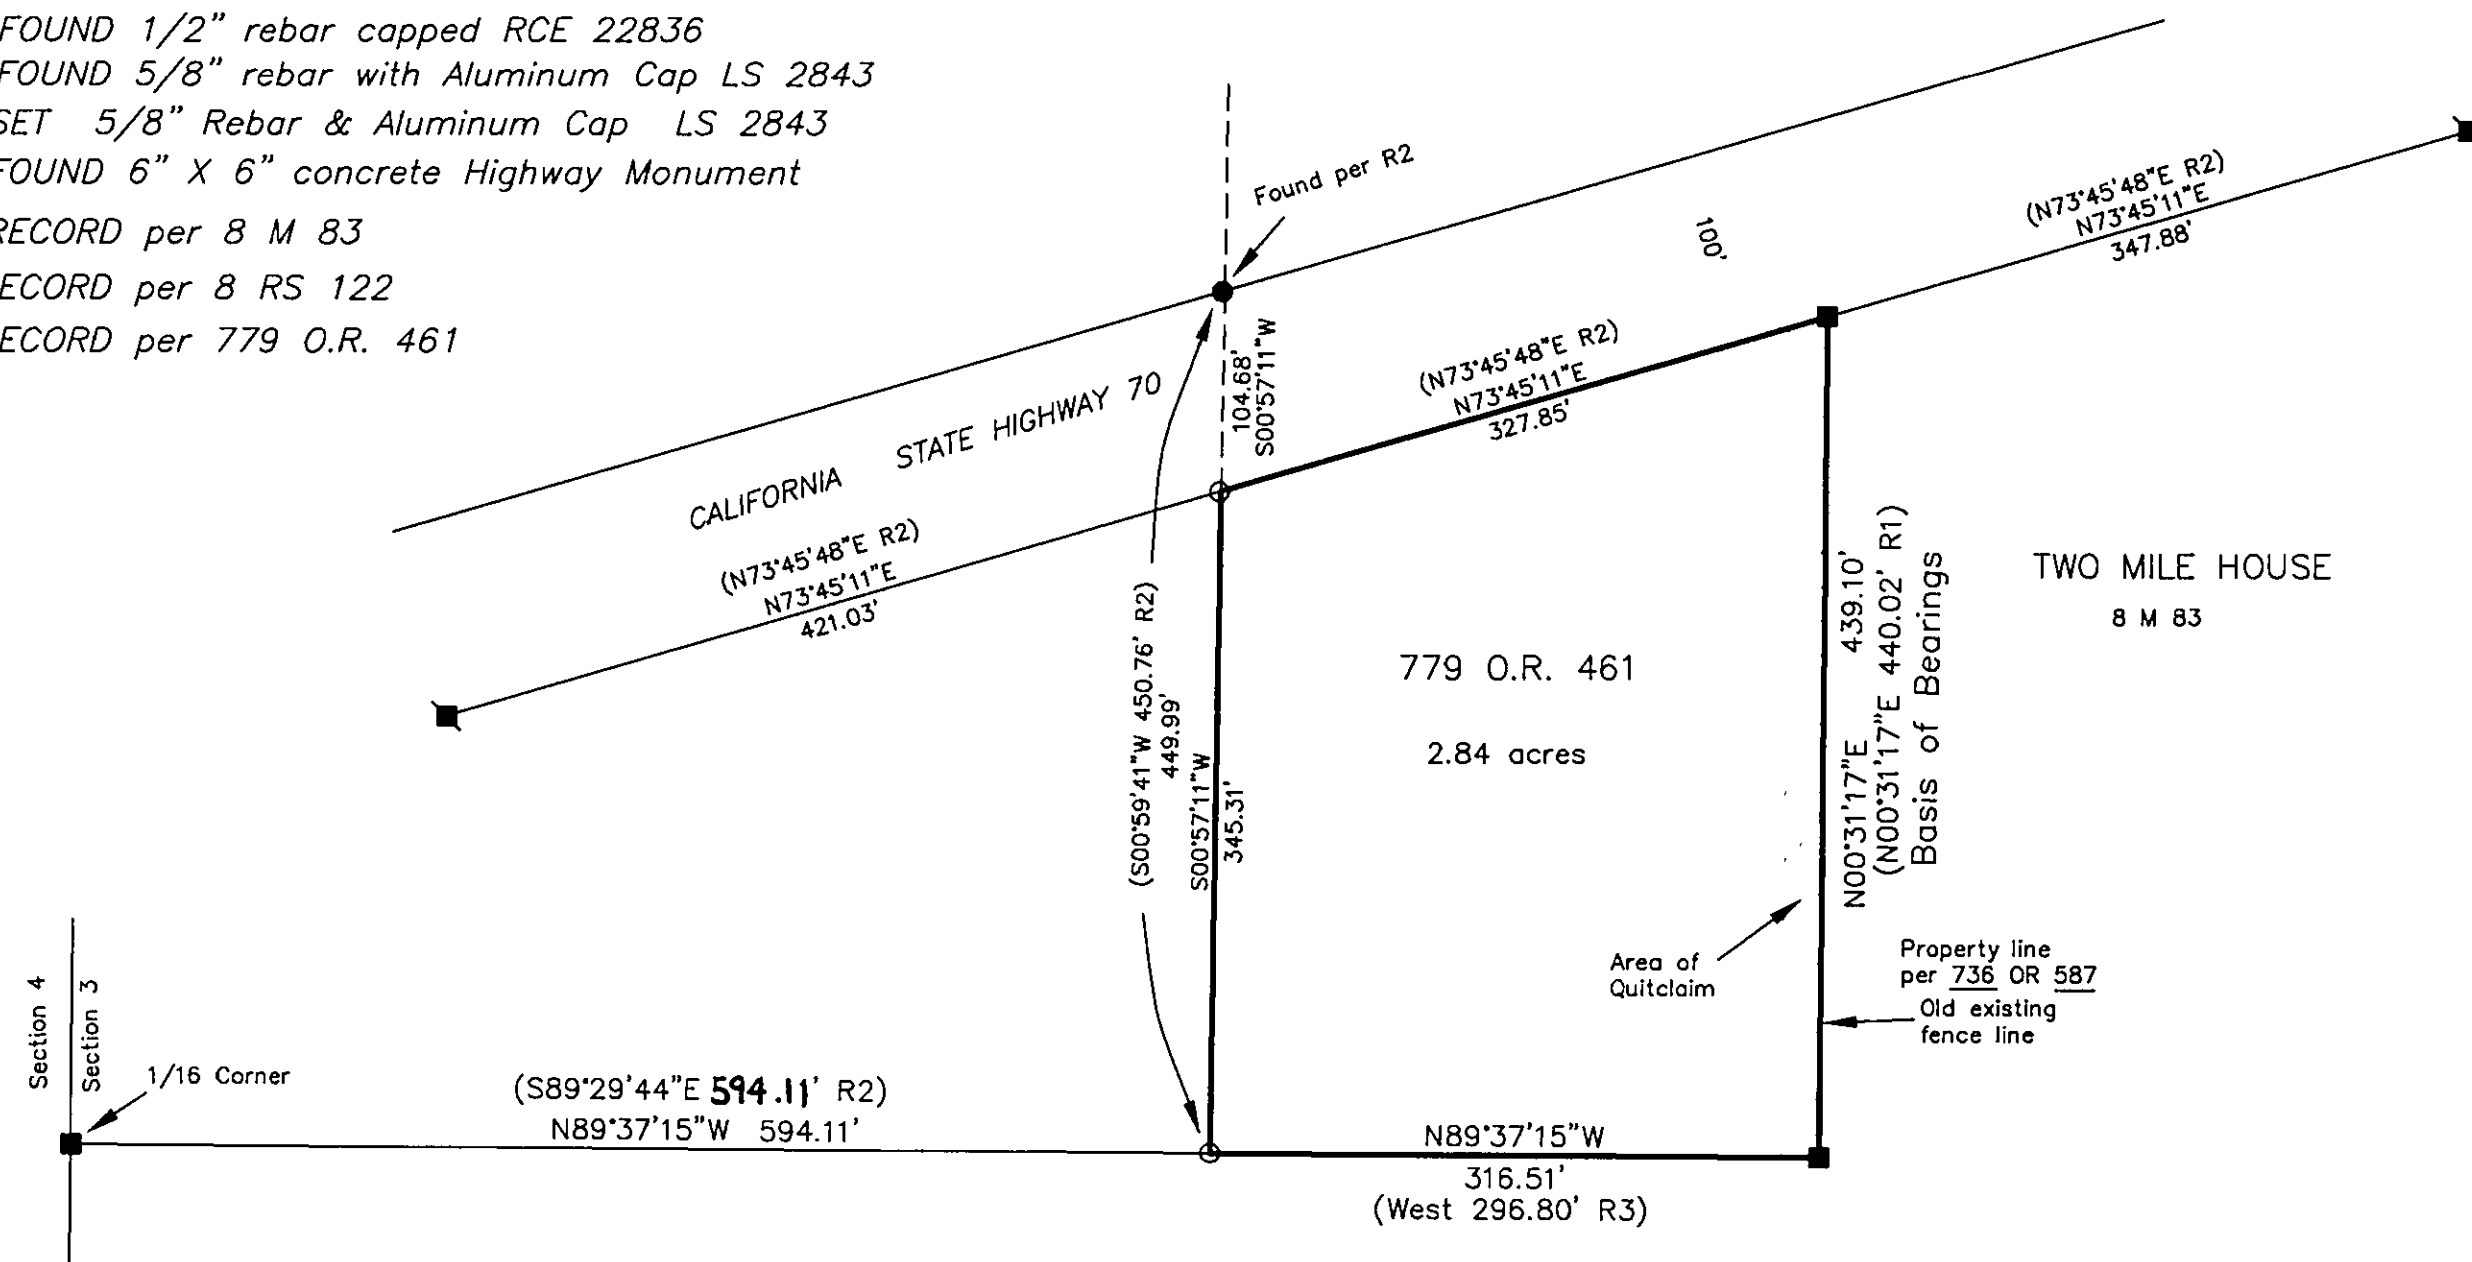 FOUND 1/2" rebar capped RCE 22836
FOUND 5/8" rebar with Aluminum Cap LS 2843
SET 5/8" Rebar & Aluminum Cap LS 2843
FOUND 6" X 6" concrete Highway Monument
RECORD per 8 M 83
ECORD per 8 RS 122
ECORD per 779 O.R. 461
Found per R2
100'
(N73°45'48"E R2)
N73°45'11"E
347.88'
104.68'
S00°57'11"W
(N73°45'48"E R2)
N73°45'11"E
327.85'
CALIFORNIA STATE HIGHWAY 70
(N73°45'48"E R2)
N73°45'11"E
421.03'
(S00°59'41"W 450.76' R2)
449.99'
S00°57'11"W
345.31'
779 O.R. 461
2.84 acres
N00°31'17"E 439.10'
(N00°31'17"E 440.02' R1)
Basis of Bearings
TWO MILE HOUSE
8 M 83
Area of
Quitclaim
Property line
per 736 OR 587
Old existing
fence line
Section 4
Section 3
1/16 Corner
(S89°29'44"E 594.11' R2)
N89°37'15"W 594.11'
N89°37'15"W
316.51'
(West 296.80' R3)